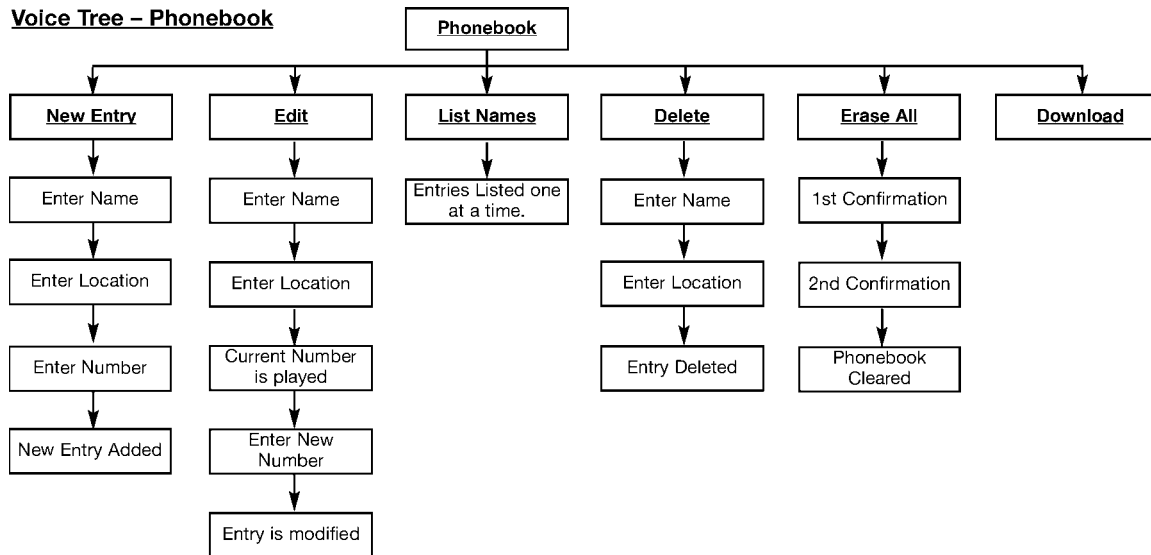 Voice Tree – Phonebook
Phonebook
New Entry
Edit
List Names
Delete
Erase All
Download
Enter Name
Enter Name
Entries Listed one
at a time.
Enter Name
1st Confirmation
Enter Location
Enter Location
Enter Location
2nd Confirmation
Enter Number
Current Number
is played
Entry Deleted
Phonebook
Cleared
New Entry Added
Enter New
Number
Entry is modified